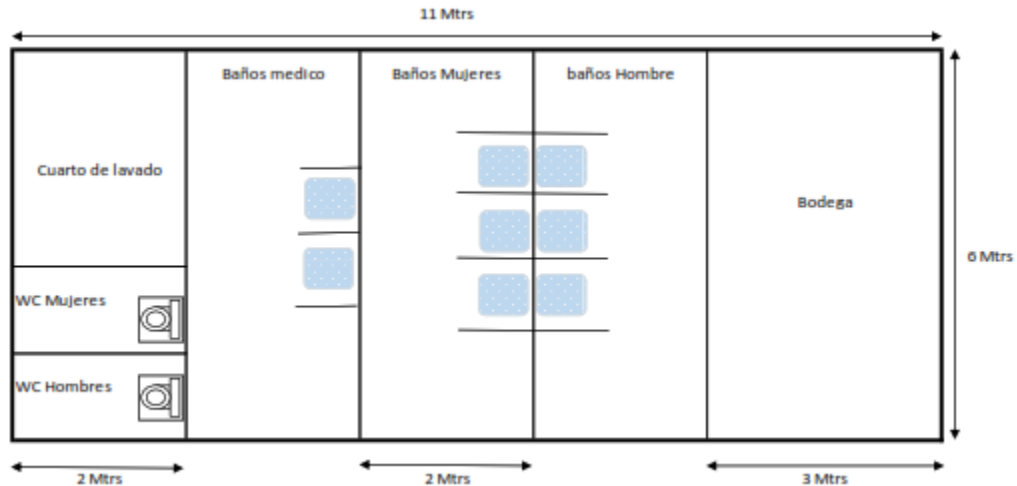 11 Mtrs
Baños medico
Baños Mujeres
baños Hombre
Cuarto de lavado
Bodega
6 Mtrs
WC Mujeres
WC Hombres
2 Mtrs
2 Mtrs
3 Mtrs